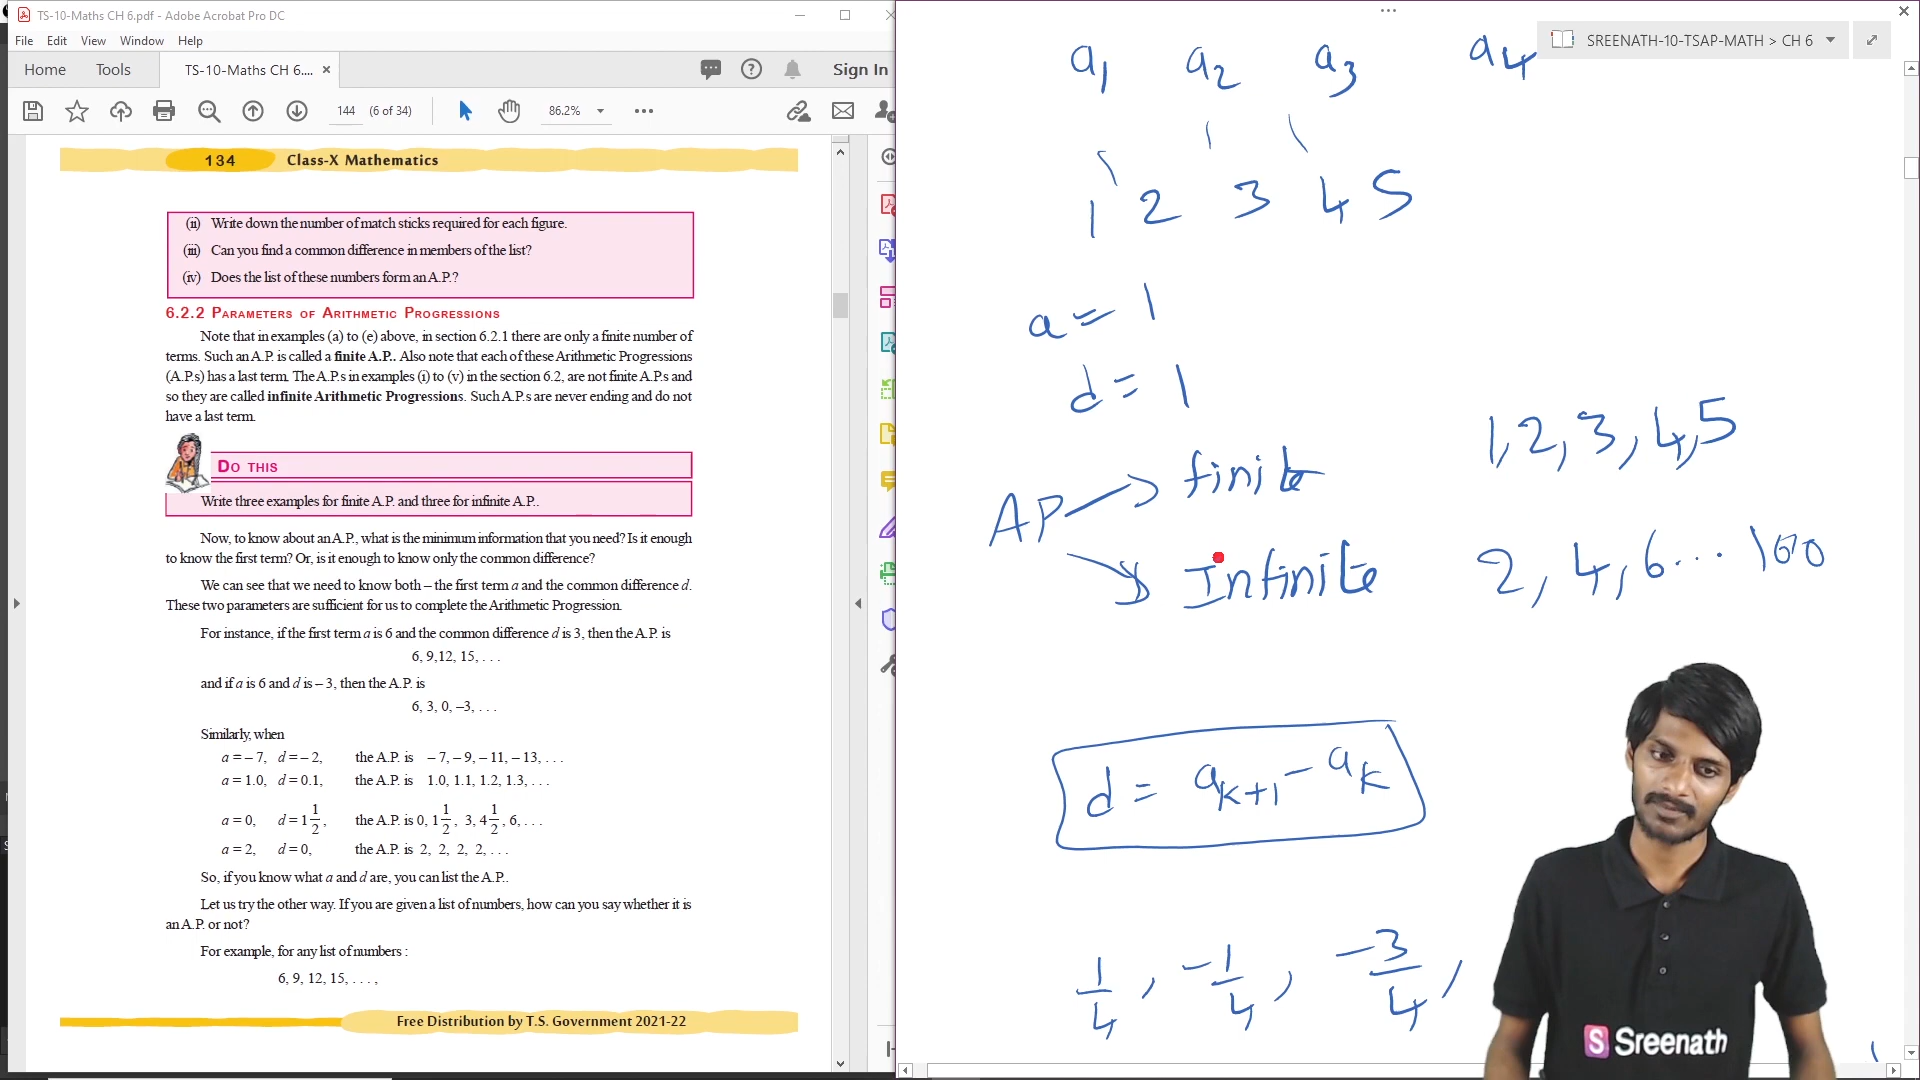 TS-10-Maths CH 6.pdf - Adobe Acrobat Pro DC
File Edit View Window Help
Home Tools TS-10-Maths CH 6.... × Sign In
144 (6 of 34) 86.2%
134 Class-X Mathematics
(ii) Write down the number of match sticks required for each figure.
(iii) Can you find a common difference in members of the list?
(iv) Does the list of these numbers form an A.P.?
6.2.2 PARAMETERS OF ARITHMETIC PROGRESSIONS
Note that in examples (a) to (e) above, in section 6.2.1 there are only a finite number of
terms. Such an A.P. is called a finite A.P.. Also note that each of these Arithmetic Progressions
(A.P.s) has a last term. The A.P.s in examples (i) to (v) in the section 6.2, are not finite A.P.s and
so they are called infinite Arithmetic Progressions. Such A.P.s are never ending and do not
have a last term.
DO THIS
Write three examples for finite A.P. and three for infinite A.P..
Now, to know about an A.P., what is the minimum information that you need? Is it enough
to know the first term? Or, is it enough to know only the common difference?
We can see that we need to know both – the first term a and the common difference d.
These two parameters are sufficient for us to complete the Arithmetic Progression.
For instance, if the first term a is 6 and the common difference d is 3, then the A.P. is
6, 9,12, 15, . . .
and if a is 6 and d is – 3, then the A.P. is
6, 3, 0, –3, . . .
Similarly, when
a = – 7, d = – 2, the A.P. is – 7, – 9, – 11, – 13, . . .
a = 1.0, d = 0.1, the A.P. is 1.0, 1.1, 1.2, 1.3, . . .
a = 0, d = 1 1/2, the A.P. is 0, 1 1/2, 3, 4 1/2, 6, . . .
a = 2, d = 0, the A.P. is 2, 2, 2, 2, . . .
So, if you know what a and d are, you can list the A.P..
Let us try the other way. If you are given a list of numbers, how can you say whether it is
an A.P. or not?
For example, for any list of numbers :
6, 9, 12, 15, . . . ,
Free Distribution by T.S. Government 2021-22
SREENATH-10-TSAP-MATH > CH 6
a1 a2 a3 a4
1 2 3 4 5
a = 1
d = 1
1,2,3,4,5
AP finite
Infinite 2, 4, 6... 100
d = ak+1 - ak
1/4, -1/4, -3/4,
S Sreenath